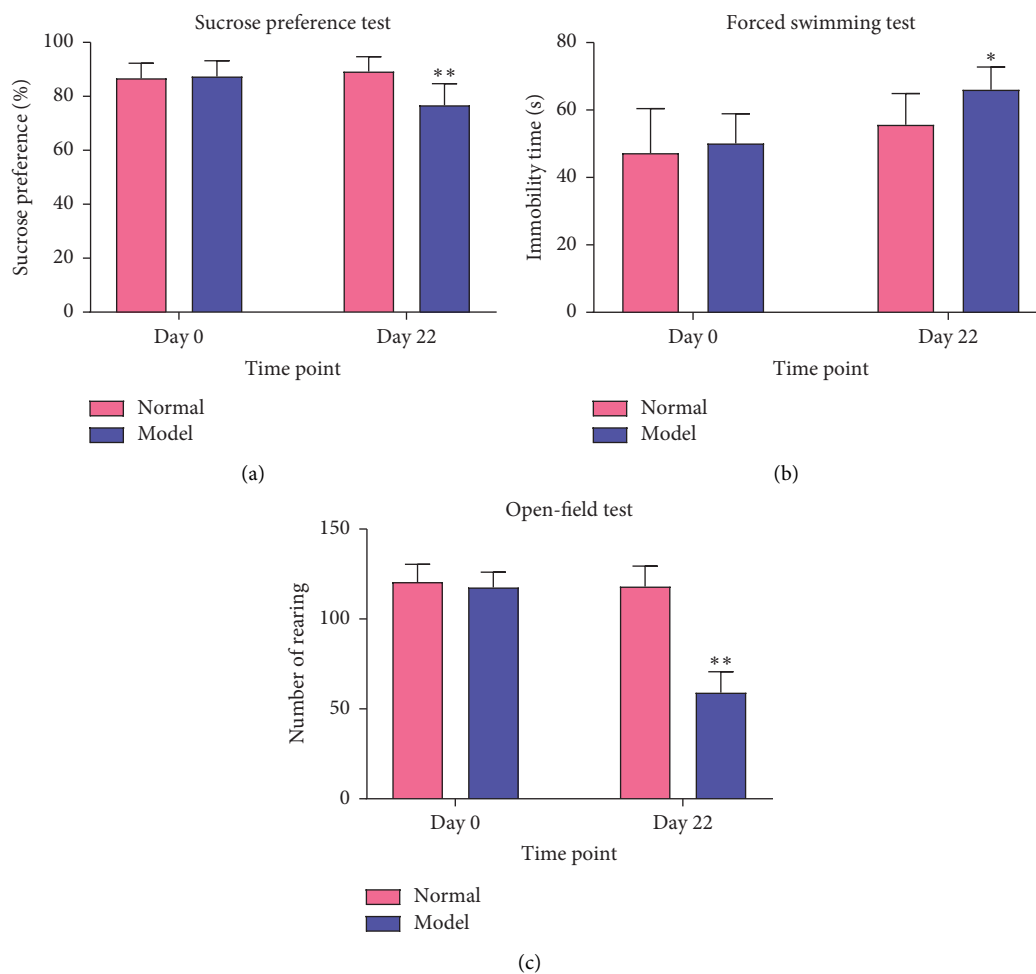 Sucrose preference test
Sucrose preference (%)
100
80
60
40
20
0
**
Day 0
Day 22
Time point
Normal
Model
(a)
Forced swimming test
Immobility time (s)
80
60
40
20
0
*
Day 0
Day 22
Time point
Normal
Model
(b)
Open-field test
Number of rearing
150
100
50
0
**
Day 0
Day 22
Time point
Normal
Model
(c)